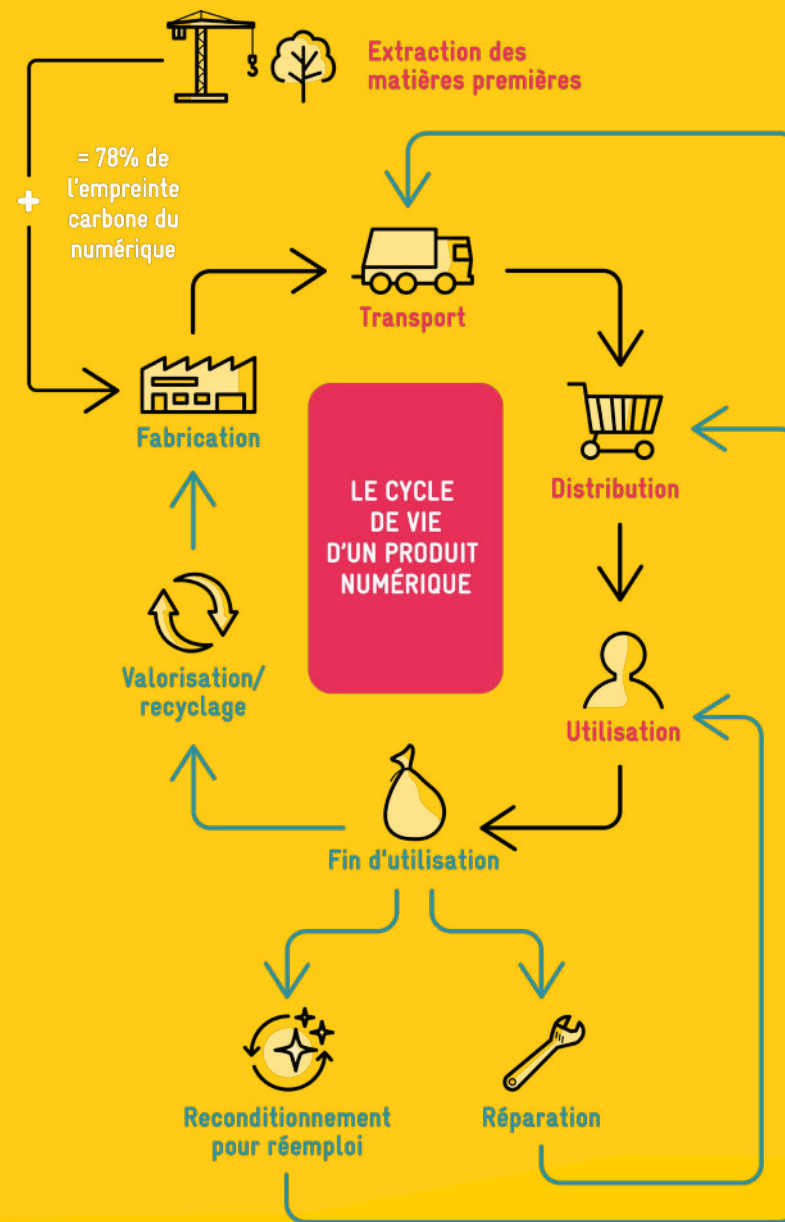 Extraction des
matières premières
= 78% de
l'empreinte
carbone du
numérique
+
Transport
Fabrication
LE CYCLE
DE VIE
D'UN PRODUIT
NUMÉRIQUE
Distribution
Valorisation/
recyclage
Utilisation
Fin d'utilisation
Reconditionnement
pour réemploi
Réparation